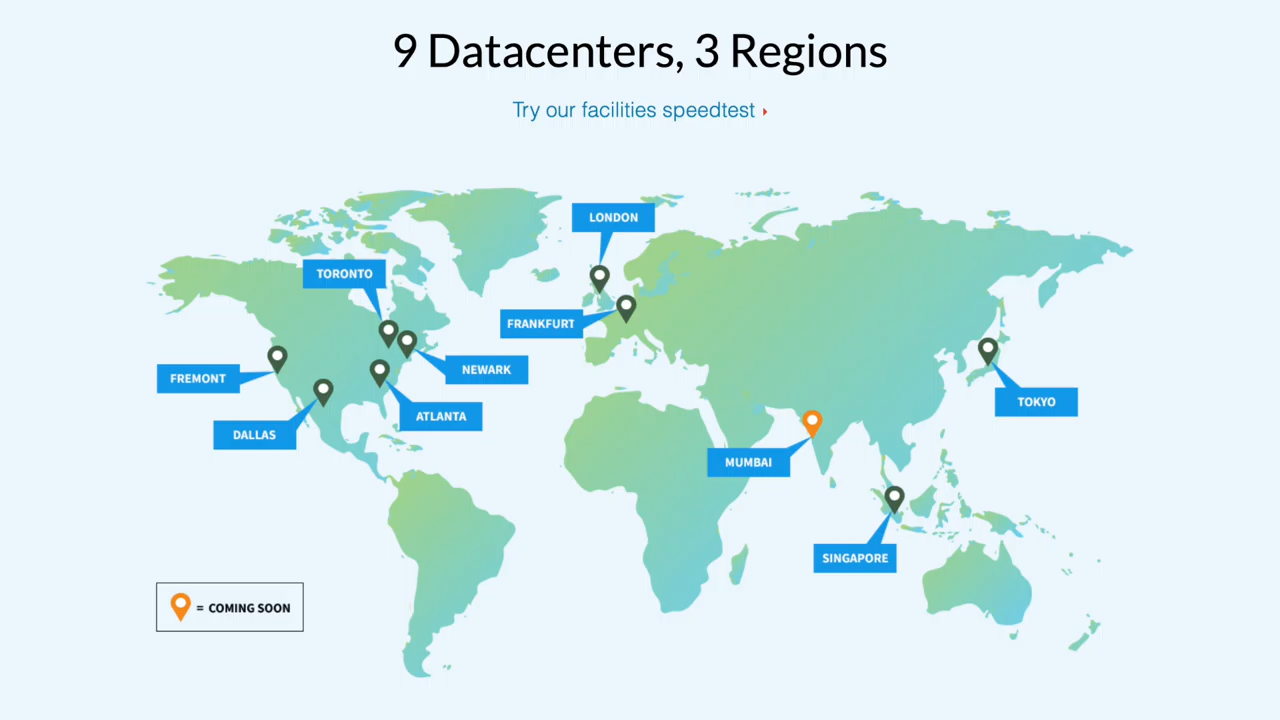 9 Datacenters, 3 Regions
Try our facilities speedtest
LONDON
TORONTO
FRANKFURT
NEWARK
FREMONT
TOKYO
ATLANTA
DALLAS
MUMBAI
SINGAPORE
= COMING SOON